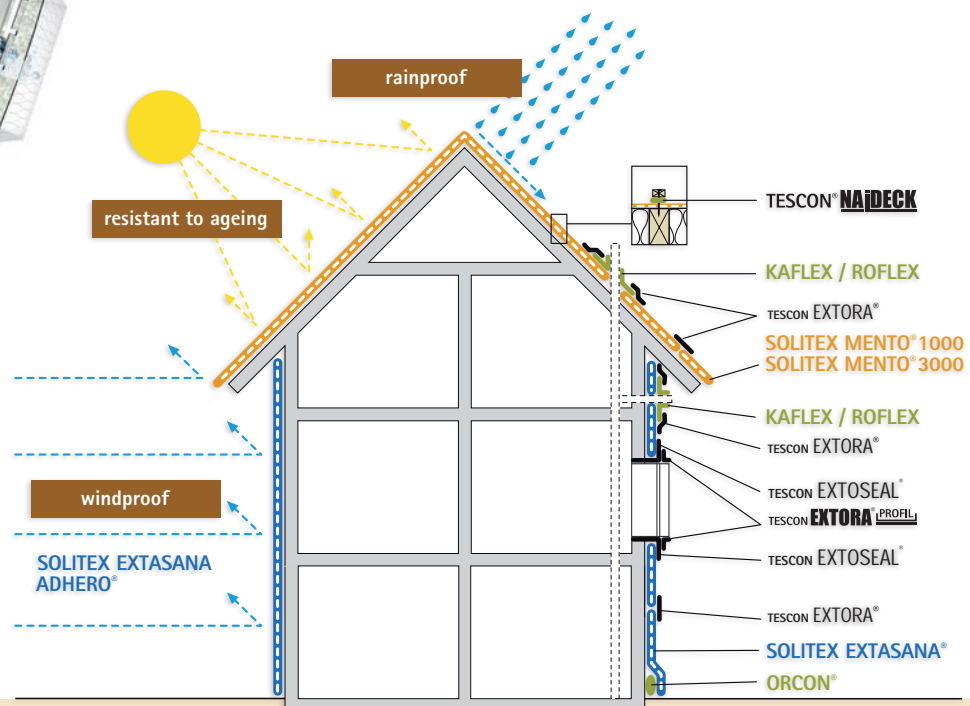 rainproof
resistant to ageing
TESCON® NAIDECK
KAFLEX / ROFLEX
TESCON EXTORA®
SOLITEX MENTO® 1000
SOLITEX MENTO® 3000
KAFLEX / ROFLEX
TESCON EXTORA®
windproof
TESCON EXTOSEAL®
TESCON EXTORA® PROFIL
SOLITEX EXTASANA
ADHERO®
TESCON EXTOSEAL®
TESCON EXTORA®
SOLITEX EXTASANA®
ORCON®